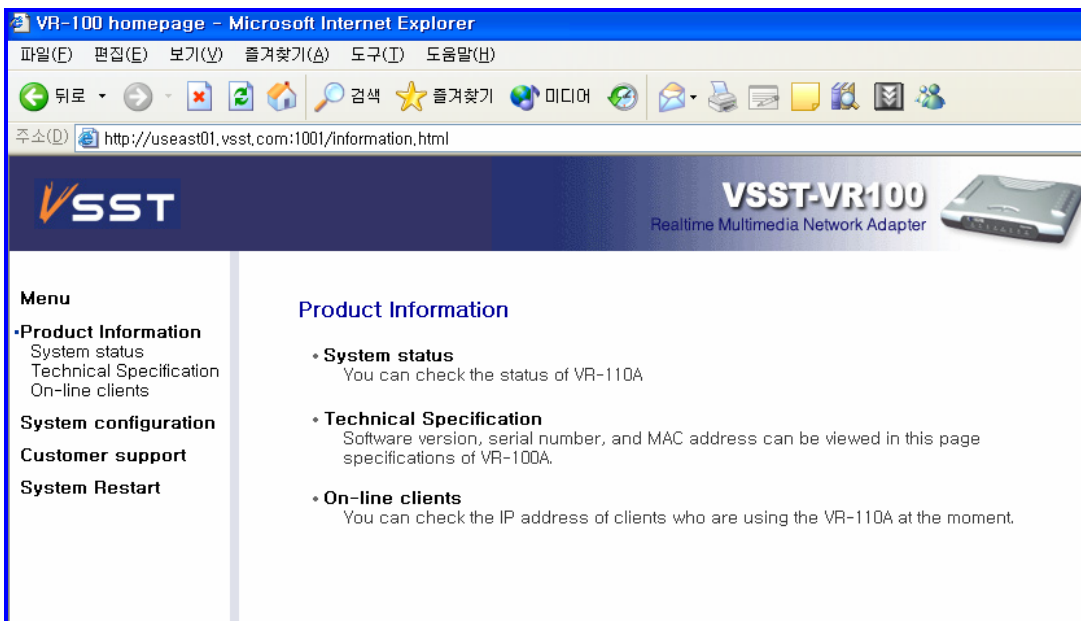 VR-100 homepage - Microsoft Internet Explorer
파일(F) 편집(E) 보기(V) 즐겨찾기(A) 도구(T) 도움말(H)
뒤로 검색 즐겨찾기 미디어
주소(D) http://useast01.vsst.com:1001/information.html
VSST
VSST-VR100
Realtime Multimedia Network Adapter
Menu
Product Information
System status
Technical Specification
On-line clients
System configuration
Customer support
System Restart
Product Information
System status
You can check the status of VR-110A
Technical Specification
Software version, serial number, and MAC address can be viewed in this page
specifications of VR-100A.
On-line clients
You can check the IP address of clients who are using the VR-110A at the moment.